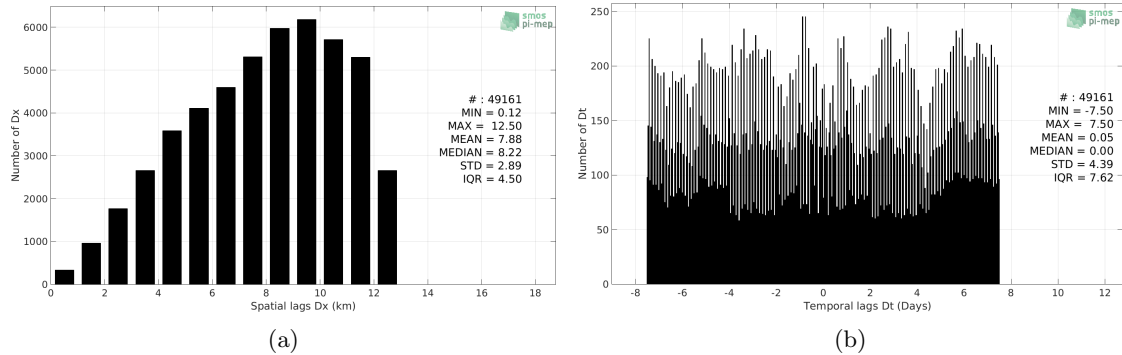 smos
pi-mep
6000
5000
4000
3000
2000
1000
0
Number of Dx
# : 49161
MIN = 0.12
MAX = 12.50
MEAN = 7.88
MEDIAN = 8.22
STD = 2.89
IQR = 4.50
0 2 4 6 8 10 12 14 16 18
Spatial lags Dx (km)
(a)
smos
pi-mep
250
200
150
100
50
0
Number of Dt
# : 49161
MIN = -7.50
MAX = 7.50
MEAN = 0.05
MEDIAN = 0.00
STD = 4.39
IQR = 7.62
-8 -6 -4 -2 0 2 4 6 8 10 12
Temporal lags Dt (Days)
(b)